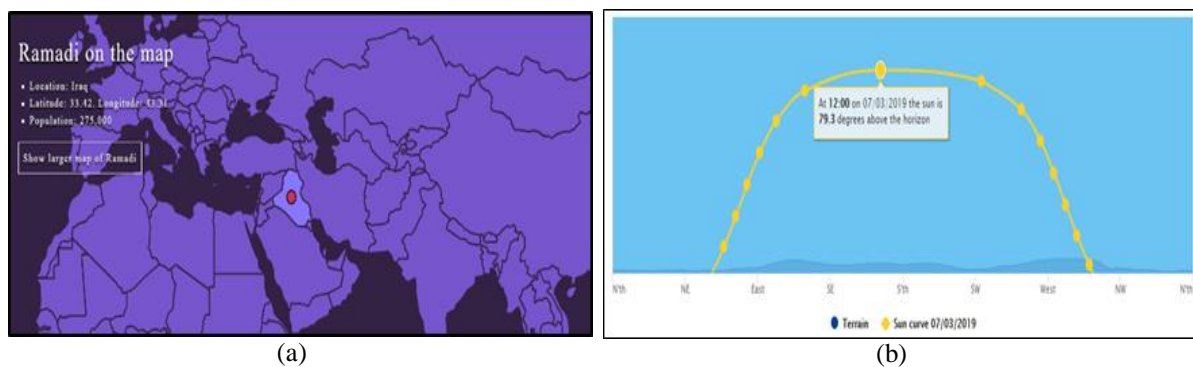 Ramadi on the map
• Location: Iraq
• Latitude: 33.42. Longitude: 43.31
• Population: 275,000
Show larger map of Ramadi
(a)
At 12:00 on 07/03/2019 the sun is
79.3 degrees above the horizon
N'th NE East SE S'th SW West NW N'th
Terrain Sun curve 07/03/2019
(b)